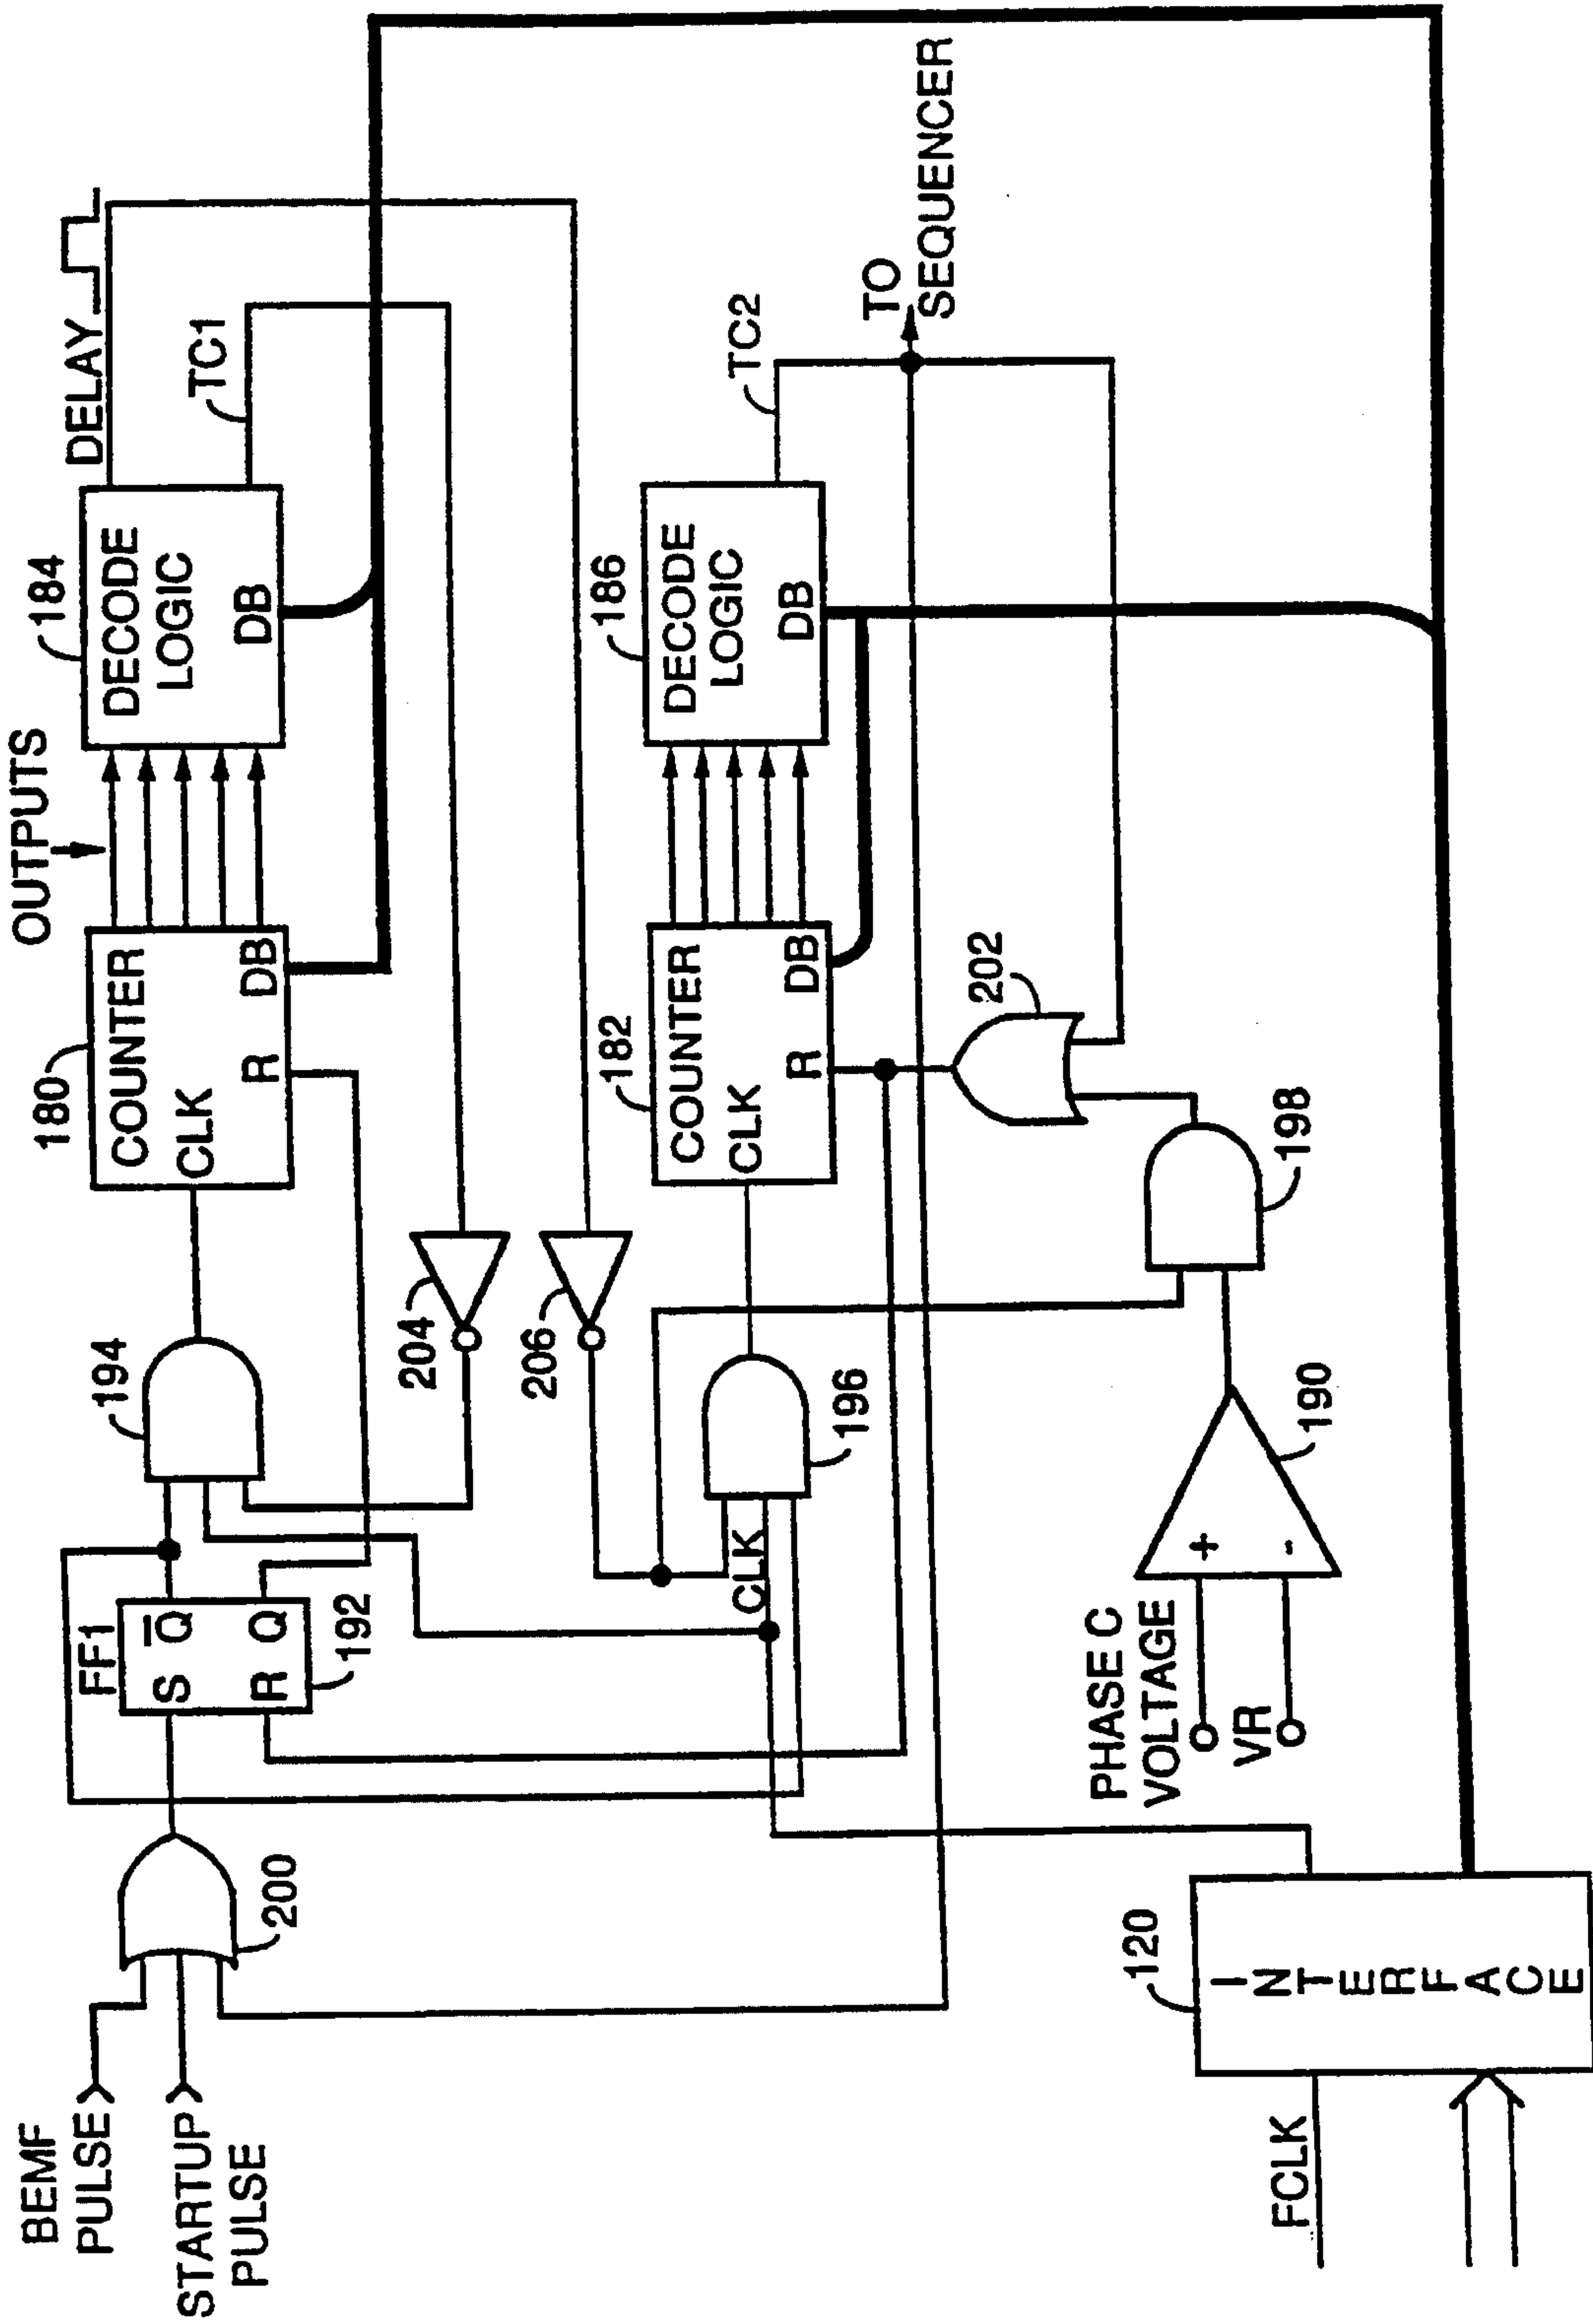 BEMF
PULSE
STARTUP
PULSE
200
FF1
S Q̅
R Q
192
194
180
COUNTER
CLK
R DB
OUTPUTS
184
DECODE
LOGIC
DB
DELAY
TC1
204
206
CLK
196
182
COUNTER
CLK
R DB
186
DECODE
LOGIC
DB
TC2
TO
SEQUENCER
202
198
PHASE C
VOLTAGE
VR
+
-
190
120
INTERFACE
FCLK